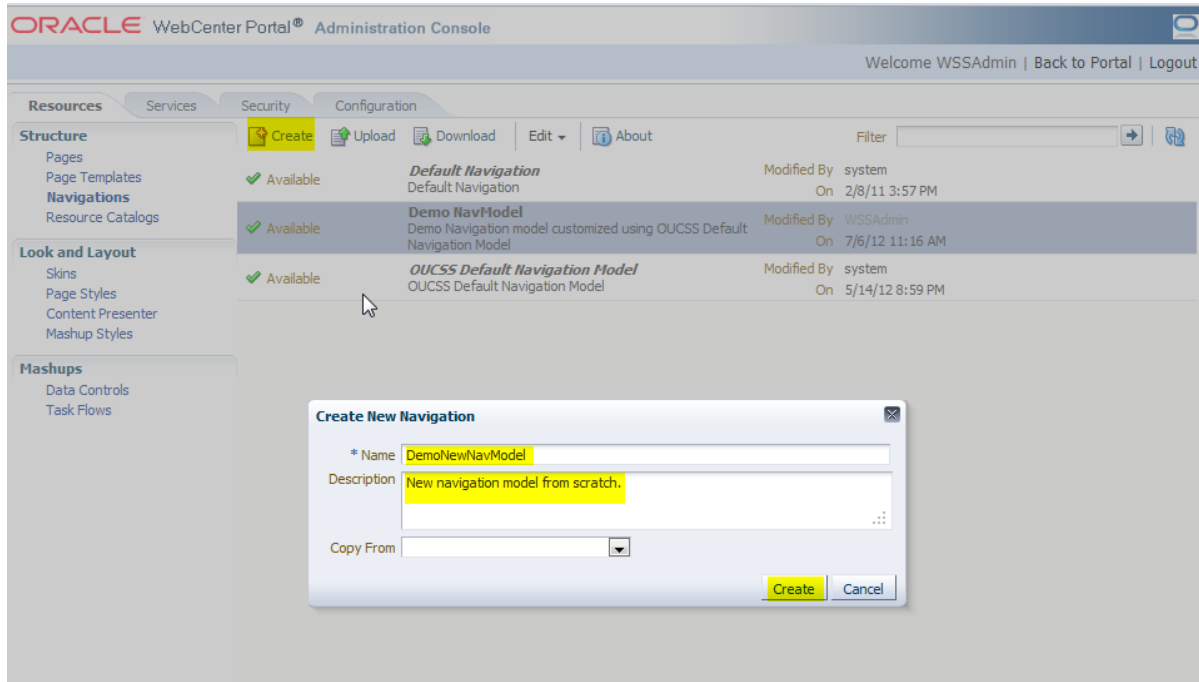 ORACLE WebCenter Portal® Administration Console
Welcome WSSAdmin | Back to Portal | Logout
Resources Services Security Configuration
Structure
Pages
Page Templates
Navigations
Resource Catalogs
Look and Layout
Skins
Page Styles
Content Presenter
Mashup Styles
Mashups
Data Controls
Task Flows
Create Upload Download Edit About Filter
Available Default Navigation Modified By system
Default Navigation On 2/8/11 3:57 PM
Available Demo NavModel Modified By WSSAdmin
Demo Navigation model customized using OUCSS Default
Navigation Model On 7/6/12 11:16 AM
Available OUCSS Default Navigation Model Modified By system
OUCSS Default Navigation Model On 5/14/12 8:59 PM
Create New Navigation
* Name DemoNewNavModel
Description New navigation model from scratch.
Copy From
Create Cancel